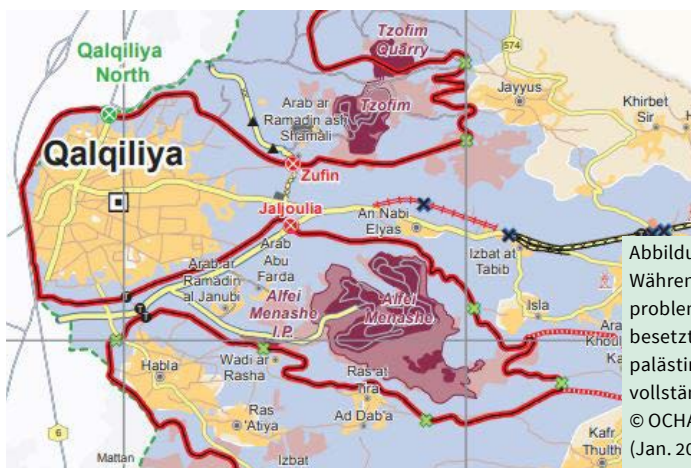 Tzofim
Quarry
574
Qalqiliya
North
Jayyus
Tzofim
Arab ar
Ramadin ash
Shamali
Khirbet
Sir
Qalqiliya
Zufin
Jaljoulia
An Nabi
Elyas
Arab
Abu
Farda
Izbat at
Tabib
Arab ar
Ramadin
al Janubi
Alfei
Menashe
I.P.
Alfei
Menashe
Isla
Habla
Wadi ar
Rasha
Ras at
Tira
Ras
'Atiya
Ad Dab'a
6
Mattan
Izbat
Kafr
Thulth
Abbildu
Währen
problem
besetzt
palästin
vollstän
© OCHA
(Jan. 20